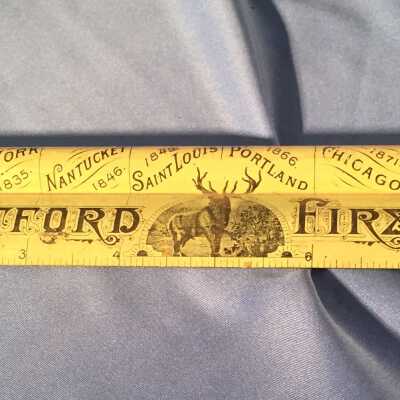 YORK 1835.
NANTUCKET 1846.
1849 SAINT LOUIS
1866. PORTLAND
1871 CHICAGO
FORD FIR
3 4 6